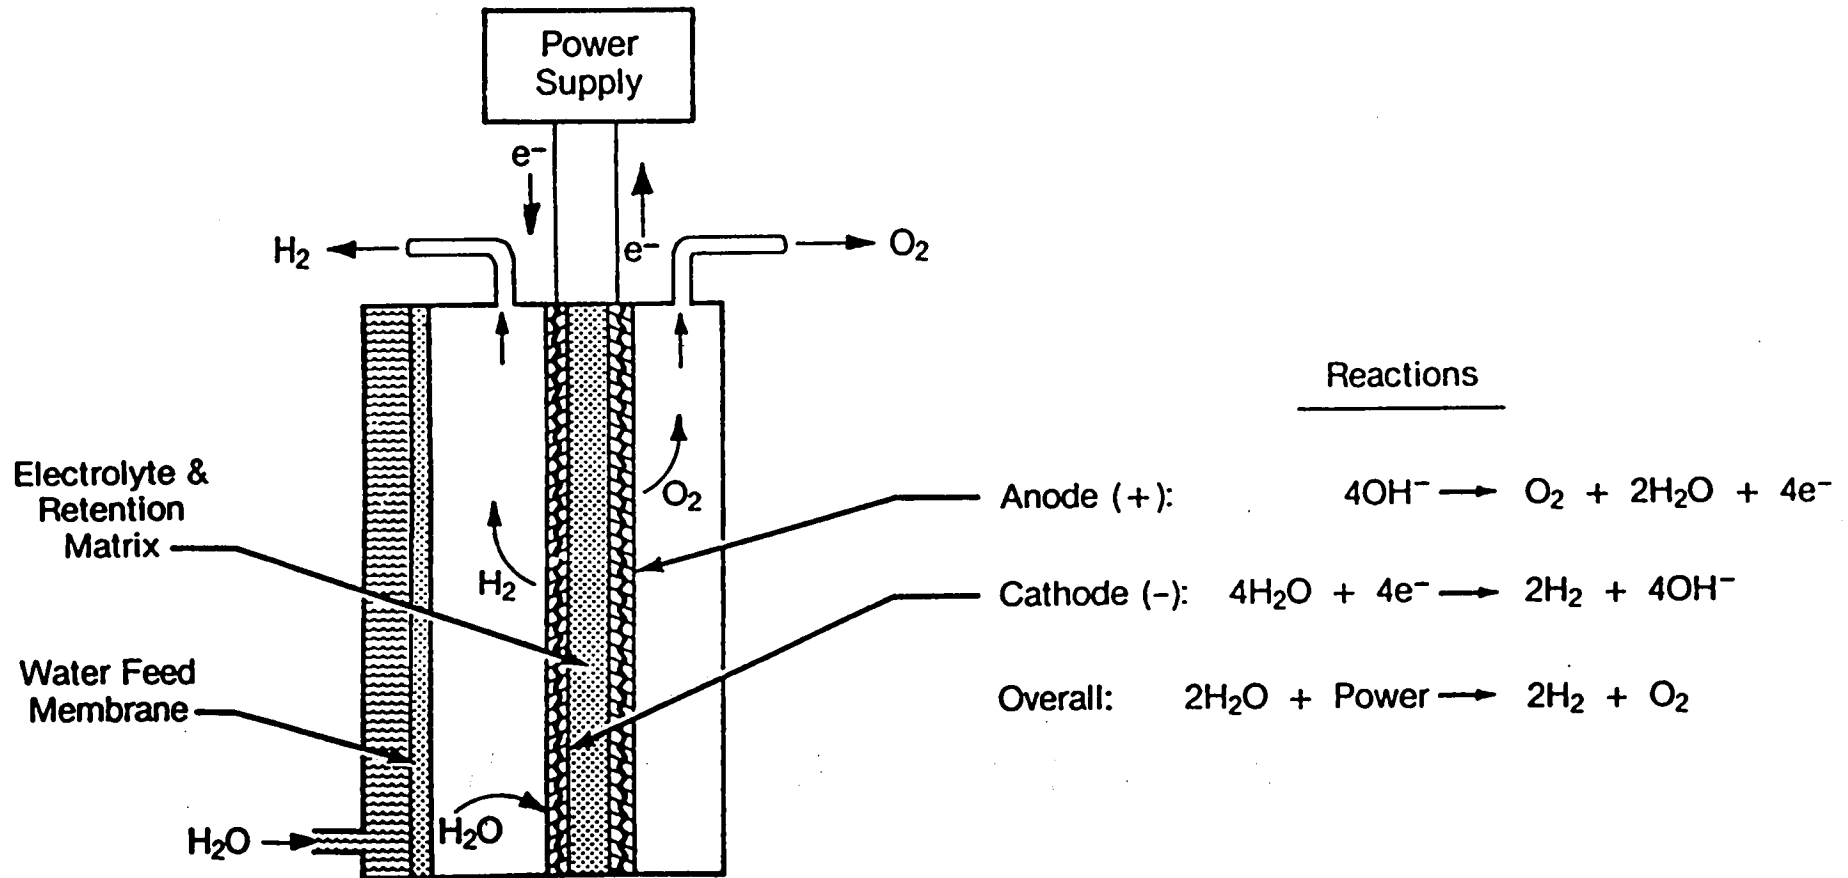 Power
Supply
e⁻
e⁻
H₂
O₂
Reactions
Electrolyte &
Retention
Matrix
O₂
H₂
Anode (+): 4OH⁻ → O₂ + 2H₂O + 4e⁻
Cathode (–): 4H₂O + 4e⁻ → 2H₂ + 4OH⁻
Overall: 2H₂O + Power → 2H₂ + O₂
Water Feed
Membrane
H₂O
H₂O